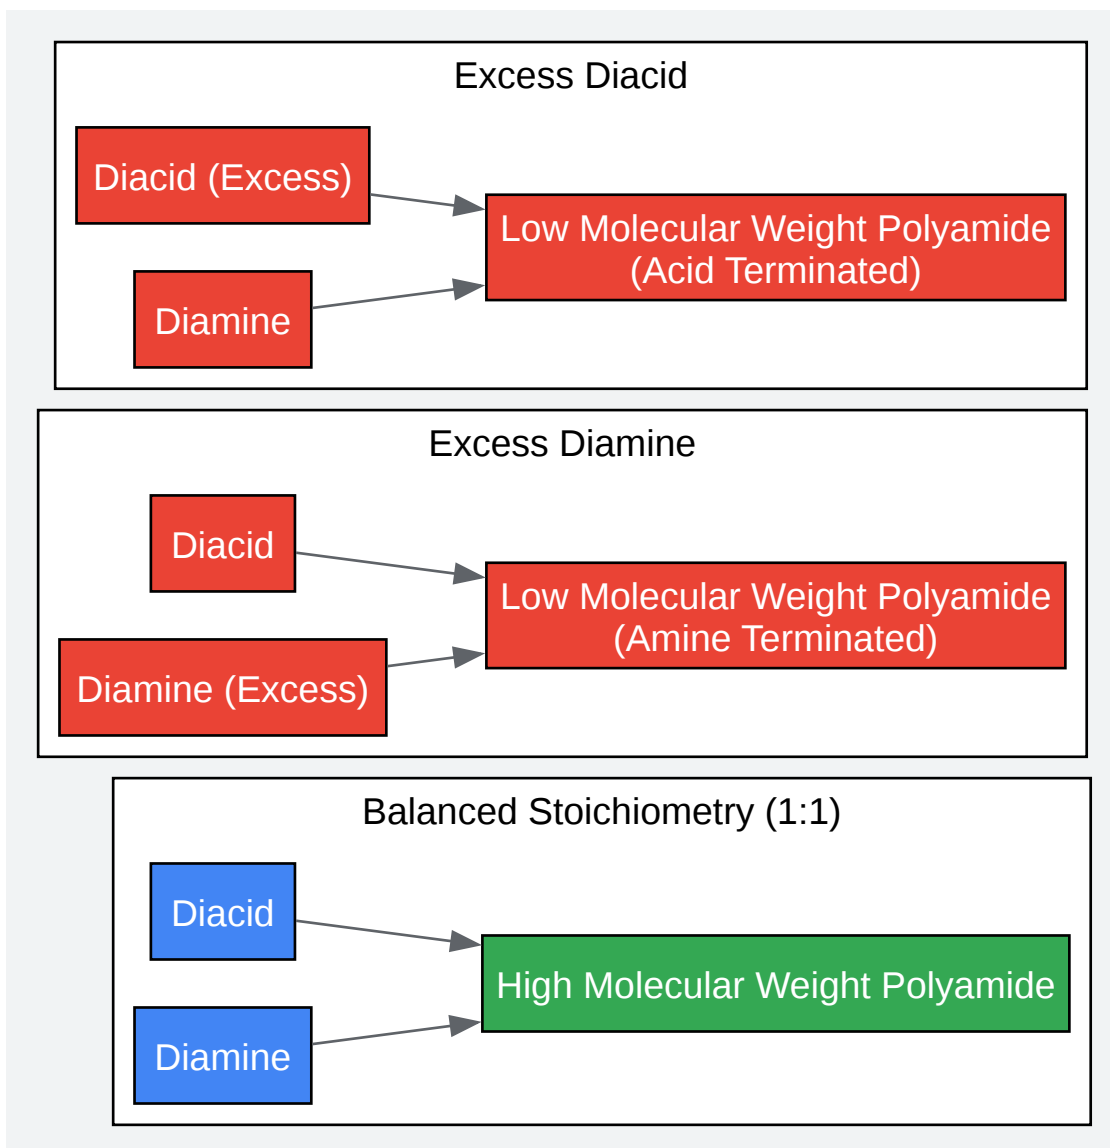 Excess Diacid
Diacid (Excess)
Low Molecular Weight Polyamide
(Acid Terminated)
Diamine
Excess Diamine
Diacid
Low Molecular Weight Polyamide
(Amine Terminated)
Diamine (Excess)
Balanced Stoichiometry (1:1)
Diacid
High Molecular Weight Polyamide
Diamine